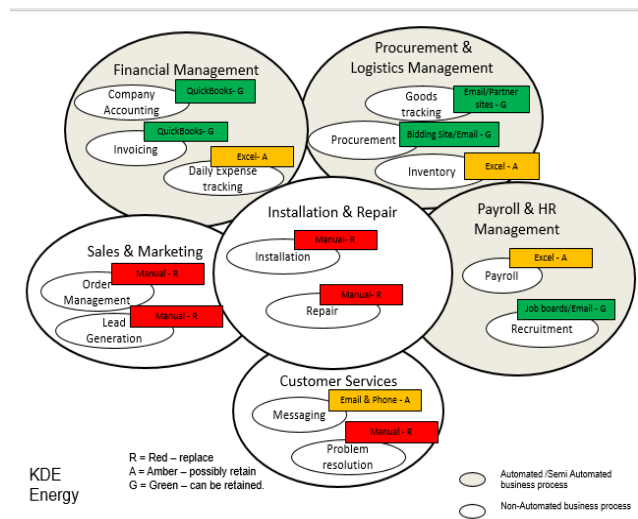 Financial Management
Company
Accounting
QuickBooks- G
QuickBooks- G
Invoicing
Excel- A
Daily Expense
tracking
Procurement &
Logistics Management
Goods
tracking
Email/Partner
sites - G
Bidding Site/Email - G
Procurement
Excel - A
Inventory
Installation & Repair
Manual- R
Installation
Manual- R
Repair
Payroll & HR
Management
Excel - A
Payroll
Job boards/Email - G
Recruitment
Sales & Marketing
Manual - R
Order
Management
Manual - R
Lead
Generation
Customer Services
Email & Phone - A
Messaging
Manual - R
Problem
resolution
KDE
Energy
R = Red – replace
A = Amber – possibly retain
G = Green – can be retained.
Automated /Semi Automated
business process
Non-Automated business process